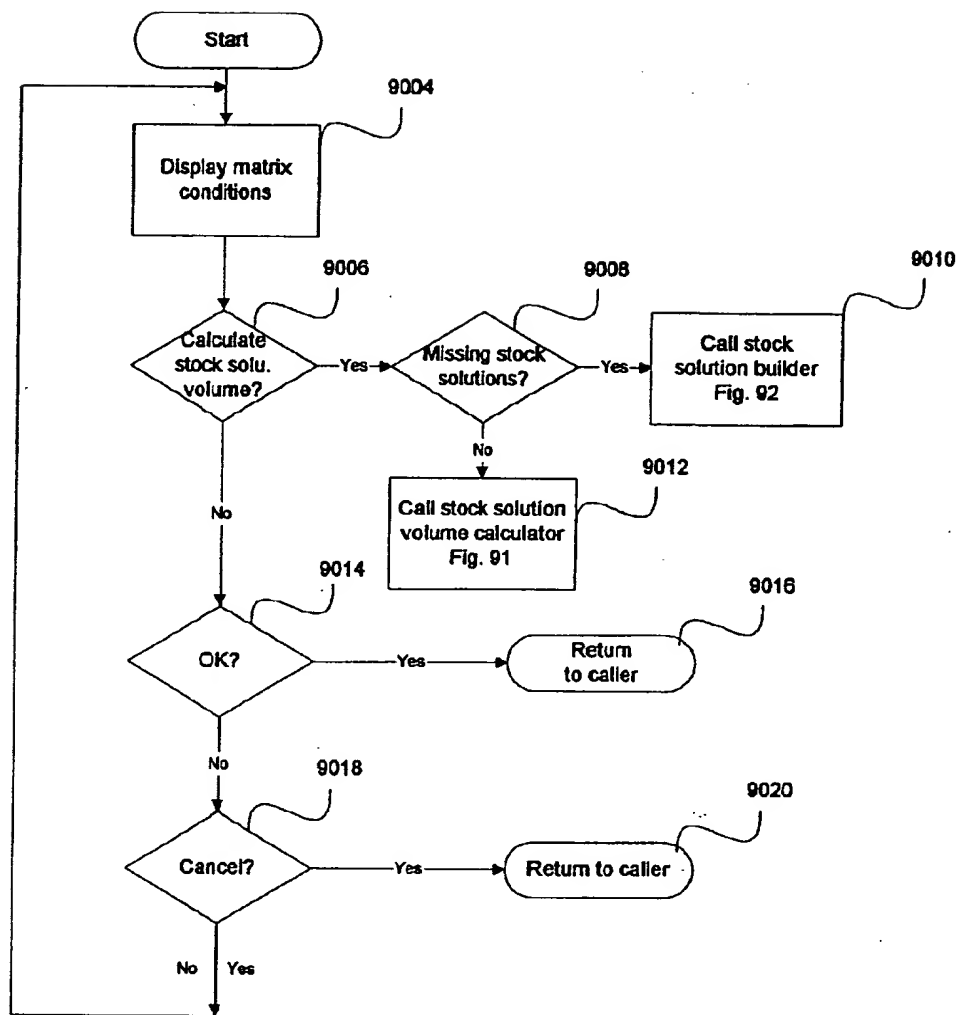 Start
9004
Display matrix
conditions
9006
9008
9010
Calculate
stock solu.
volume?
Yes
Missing stock
solutions?
Yes
Call stock
solution builder
Fig. 92
No
9012
Call stock solution
volume calculator
Fig. 91
No
9014
9016
OK?
Yes
Return
to caller
No
9018
9020
Cancel?
Yes
Return to caller
No Yes